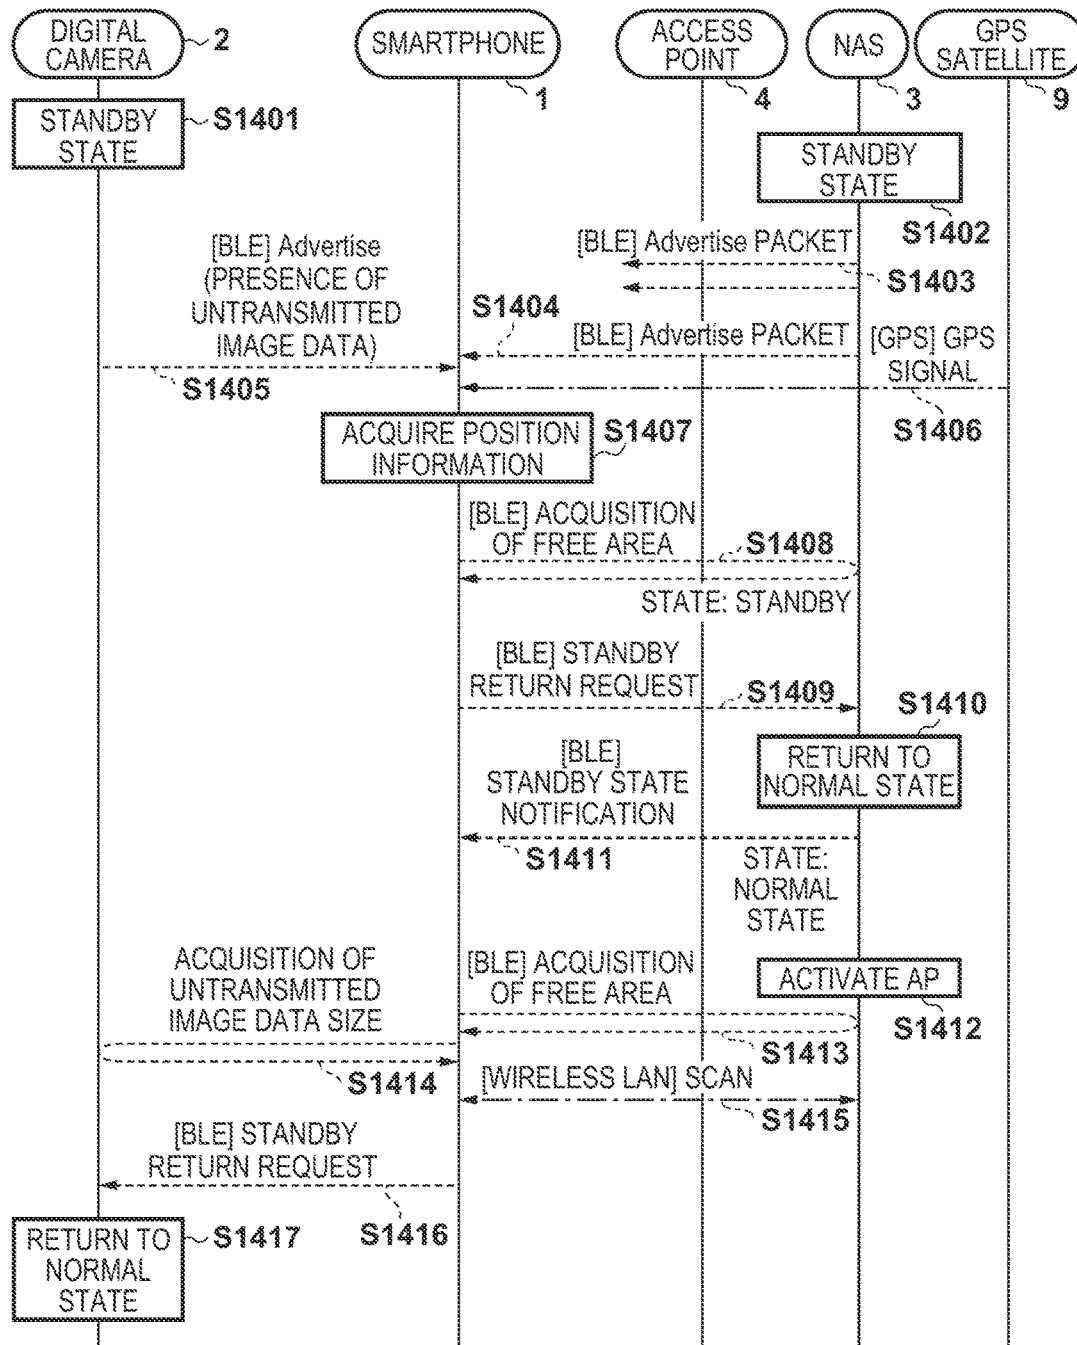 DIGITAL
CAMERA
2
SMARTPHONE
1
ACCESS
POINT
4
NAS
3
GPS
SATELLITE
9
STANDBY
STATE
S1401
STANDBY
STATE
S1402
[BLE] Advertise PACKET
S1403
[BLE] Advertise
(PRESENCE OF
UNTRANSMITTED
IMAGE DATA)
S1405
S1404
[BLE] Advertise PACKET
[GPS] GPS
SIGNAL
S1406
ACQUIRE POSITION
INFORMATION
S1407
[BLE] ACQUISITION
OF FREE AREA
S1408
STATE: STANDBY
[BLE] STANDBY
RETURN REQUEST
S1409
S1410
RETURN TO
NORMAL STATE
[BLE]
STANDBY STATE
NOTIFICATION
S1411
STATE:
NORMAL
STATE
ACQUISITION OF
UNTRANSMITTED
IMAGE DATA SIZE
S1414
[BLE] ACQUISITION
OF FREE AREA
S1413
ACTIVATE AP
S1412
[WIRELESS LAN] SCAN
S1415
[BLE] STANDBY
RETURN REQUEST
S1416
RETURN TO
NORMAL
STATE
S1417